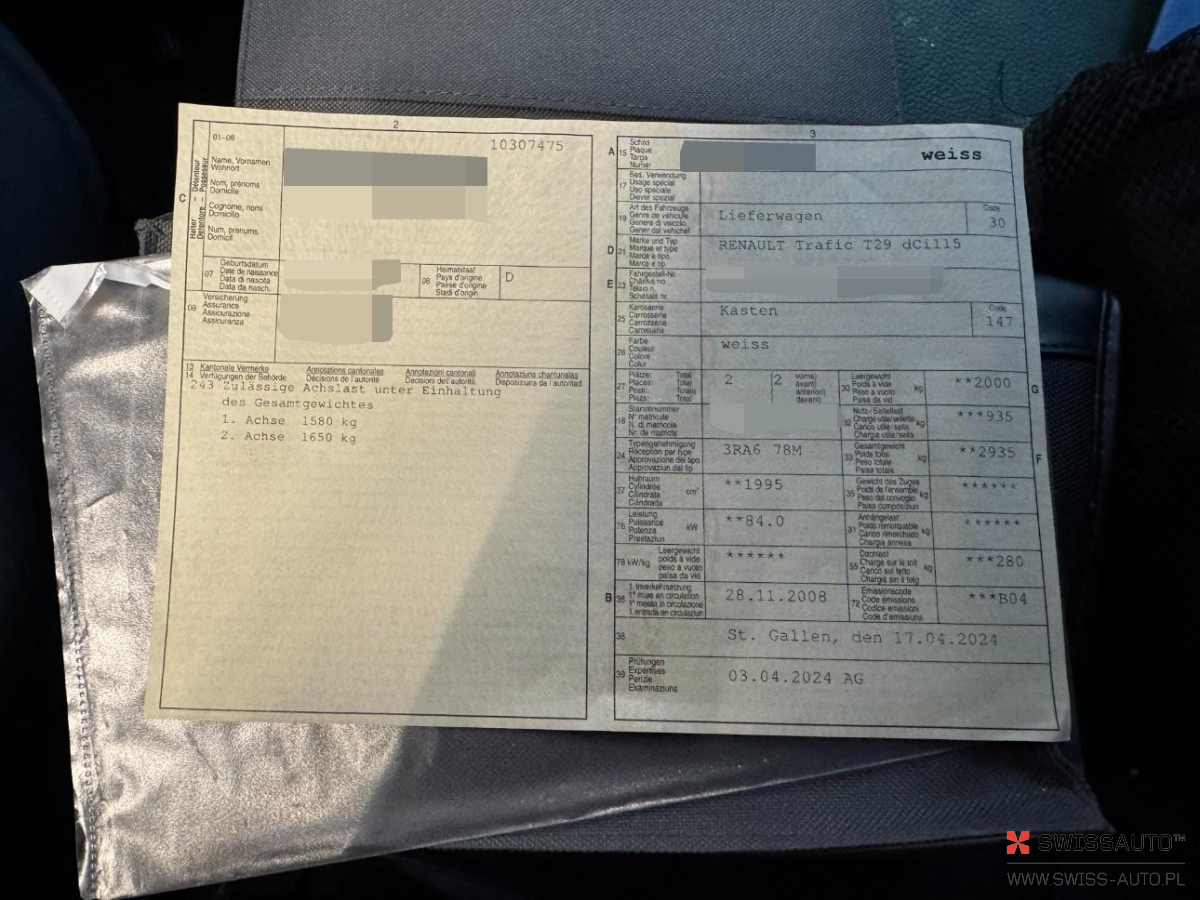 2
01–06
10307475
C
Halter – Détenteur
Detentore – Possessur
Name, Vornamen
Wohnort
Nom, prénoms
Domicile
Cognome, nomi
Domicilio
Num, prenums
Domicil
07
Geburtsdatum
Date de naissance
Data di nascita
Data da nasch.
08
Heimatstaat
Pays d'origine
Paese d'origine
Stadi d'origin
D
09
Versicherung
Assurance
Assicurazione
Assicuranza
13 Kantonale Vermerke Annotations cantonales Annotazioni cantonali Annotaziuns chantunalas
14 Verfügungen der Behörde Décisions de l'autorité Decisioni dell'autorità Disposiziuns da l'autoritad
243 Zulässige Achslast unter Einhaltung
des Gesamtgewichtes
1. Achse 1580 kg
2. Achse 1650 kg
3
A 15
Schild
Plaque
Targa
Numer
weiss
17
Bes. Verwendung
Usage spécial
Uso speciale
Diever spezial
19
Art des Fahrzeugs
Genre de véhicule
Genere di veicolo
Gener dal vehichel
Lieferwagen
Code
30
D 21
Marke und Typ
Marque et type
Marca e tipo
Marca e tip
RENAULT Trafic T29 dCi115
E 23
Fahrgestell-Nr.
Châssis no
Telaio n.
Schassis nr.
25
Karosserie
Carrosserie
Carrozzeria
Carossaria
Kasten
Code
147
26
Farbe
Couleur
Colore
Colur
weiss
27
Plätze: Total
Places: Total
Posti: Totale
Plazs: Total
2
2
vorne)
avant)
anteriori)
davant)
30
Leergewicht
Poids à vide
Peso a vuoto
Paisa da vid
kg
**2000
G
18
Stammnummer
N° matricule
N. di matricola
Nr. da matricla
32
Nutz-/Sattellast
Charge utile/sellette
Carico utile/sella
Chargia utila/sella
kg
***935
24
Typengenehmigung
Réception par type
Approvazione del tipo
Approvaziun dal tip
3RA6 78M
33
Gesamtgewicht
Poids total
Peso totale
Paisa totala
kg
**2935
F
37
Hubraum
Cylindrée
Cilindrata
Cilindrada
cm³
**1995
35
Gewicht des Zuges
Poids de l'ensemble
Peso del convoglio
Paisa cumposiziun
kg
******
76
Leistung
Puissance
Potenza
Prestaziun
kW
**84.0
31
Anhängelast
Poids remorquable
Carico rimorchiato
Chargia annexa
kg
******
78 kW/kg
Leergewicht
poids à vide
peso a vuoto
paisa da vid
******
55
Dachlast
Charge sur le toit
Carico sul tetto
Chargia sin il tetg
kg
***280
B 36
1. Inverkehrsetzung
1re mise en circulation
1a messa in circolazione
1. entrada en circulaziun
28.11.2008
72
Emissionscode
Code émissions
Codice emissioni
Code d'emissiuns
***B04
38
St. Gallen, den 17.04.2024
39
Prüfungen
Expertises
Perizie
Examinaziuns
03.04.2024 AG
SWISSAUTO™
WWW.SWISS-AUTO.PL